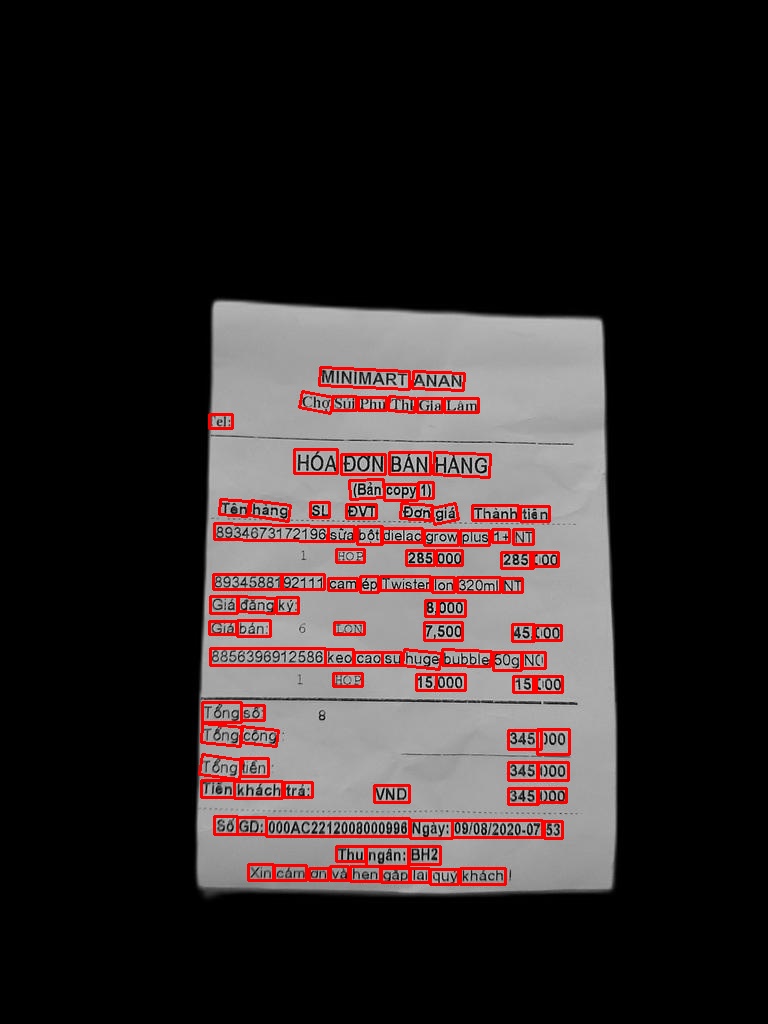 MINIMART ANAN
Chợ Sủi Phú Thị Gia Lâm
Tel:
HÓA ĐƠN BÁN HÀNG
(Bản copy 1)
Tên hàng SL ĐVT Đơn giá Thành tiền
8934673172196 sữa bột dielac grow plus 1+ NT
1 HOP 285,000 285,000
8934588192111 cam ép Twister lon 320ml NT
Giá đăng ký: 8,000
Giá bán: 6 LON 7,500 45,000
8856396912586 keo cao su huge bubble 50g NO
1 HOP 15,000 15,000
Tổng số: 8
Tổng cộng: 345,000
Tổng tiền: 345,000
Tiền khách trả: VND 345,000
Số GD: 000AC2212008000996 Ngày: 09/08/2020-07:53
Thu ngân: BH2
Xin cảm ơn và hẹn gặp lại quý khách !